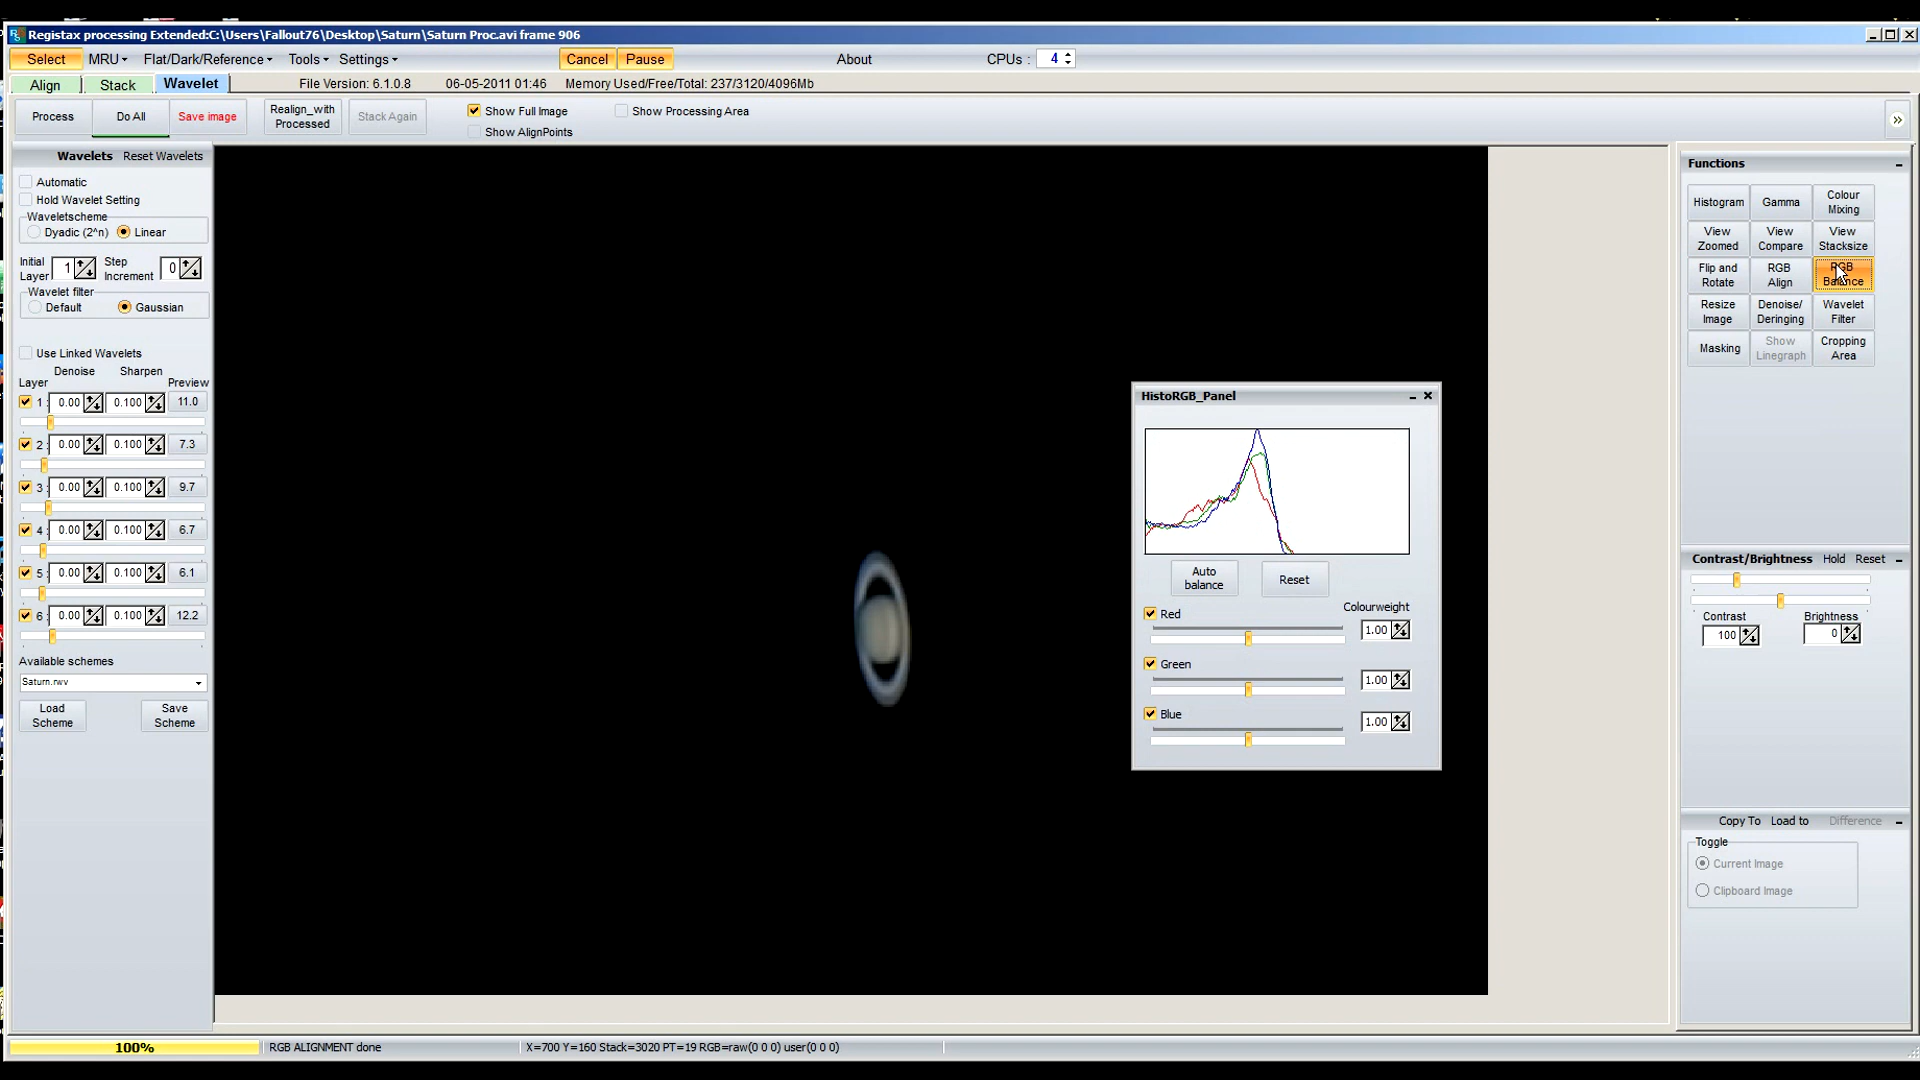 Registax processing Extended:C:\Users\Fallout76\Desktop\Saturn\Saturn Proc.avi frame 906
Select MRU Flat/Dark/Reference Tools Settings Cancel Pause About CPUs : 4
Align Stack Wavelet File Version: 6.1.0.8 06-05-2011 01:46 Memory Used/Free/Total: 237/3120/4096Mb
Process Do All Save image Realign_with Processed Stack Again
Show Full Image Show Processing Area
Show AlignPoints
Wavelets Reset Wavelets
Automatic
Hold Wavelet Setting
Waveletscheme
Dyadic (2^n) Linear
Initial Layer 1 Step Increment 0
Wavelet filter
Default Gaussian
Use Linked Wavelets
Denoise Sharpen
Layer Preview
1 : 0.00 0.100 11.0
2 : 0.00 0.100 7.3
3 : 0.00 0.100 9.7
4 : 0.00 0.100 6.7
5 : 0.00 0.100 6.1
6 : 0.00 0.100 12.2
Available schemes
Saturn.rwv
Load Scheme Save Scheme
HistoRGB_Panel
Auto balance Reset
Colourweight
Red 1.00
Green 1.00
Blue 1.00
Functions
Histogram Gamma Colour Mixing
View Zoomed View Compare View Stacksize
Flip and Rotate RGB Align RGB Balance
Resize Image Denoise/ Deringing Wavelet Filter
Masking Show Linegraph Cropping Area
Contrast/Brightness Hold Reset
Contrast Brightness
100 0
Copy To Load to Difference
Toggle
Current Image
Clipboard Image
100% RGB ALIGNMENT done X=700 Y=160 Stack=3020 PT=19 RGB=raw(0 0 0) user(0 0 0)